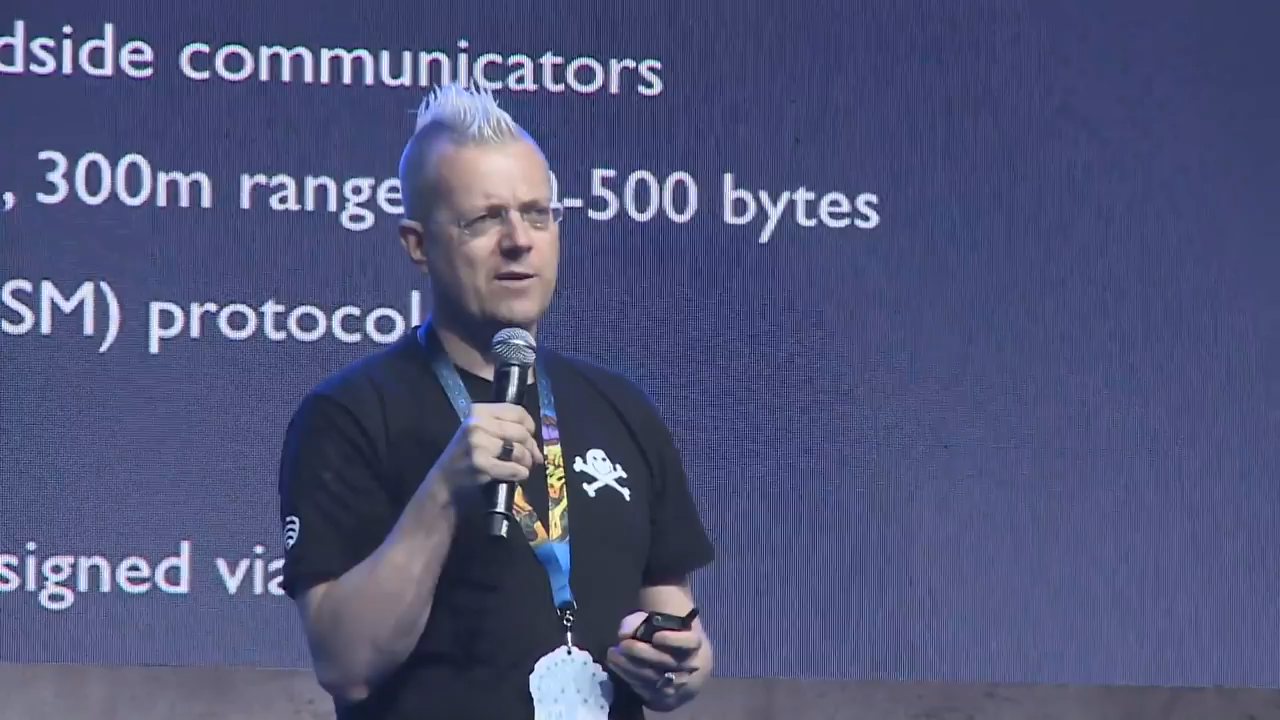 dside communicators
, 300m range -500 bytes
SM) protocol
signed via